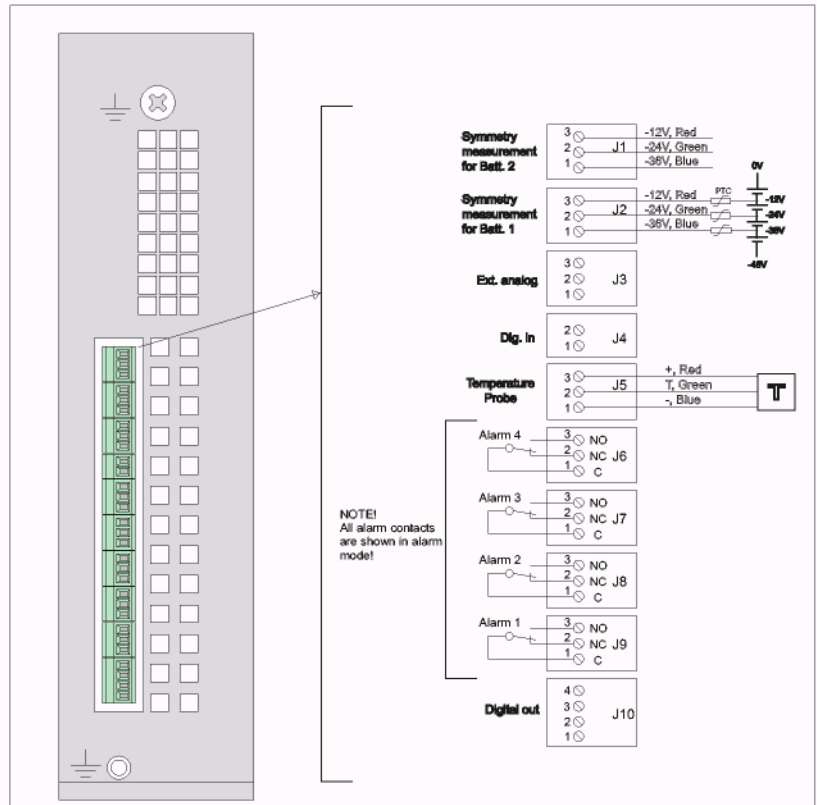 Symmetry
measurement
for Batt. 2
3
2
1
J1
-12V, Red
-24V, Green
-36V, Blue
Symmetry
measurement
for Batt. 1
3
2
1
J2
-12V, Red
-24V, Green
-36V, Blue
PTC
0V
-12V
-24V
-36V
-48V
Ext. analog
3
2
1
J3
Dig. in
2
1
J4
Temperature
Probe
3
2
1
J5
+, Red
T, Green
-, Blue
T
NOTE!
All alarm contacts
are shown in alarm
mode!
Alarm 4
3 NO
2 NC J6
1 C
Alarm 3
3 NO
2 NC J7
1 C
Alarm 2
3 NO
2 NC J8
1 C
Alarm 1
3 NO
2 NC J9
1 C
Digital out
4
3
2
1
J10